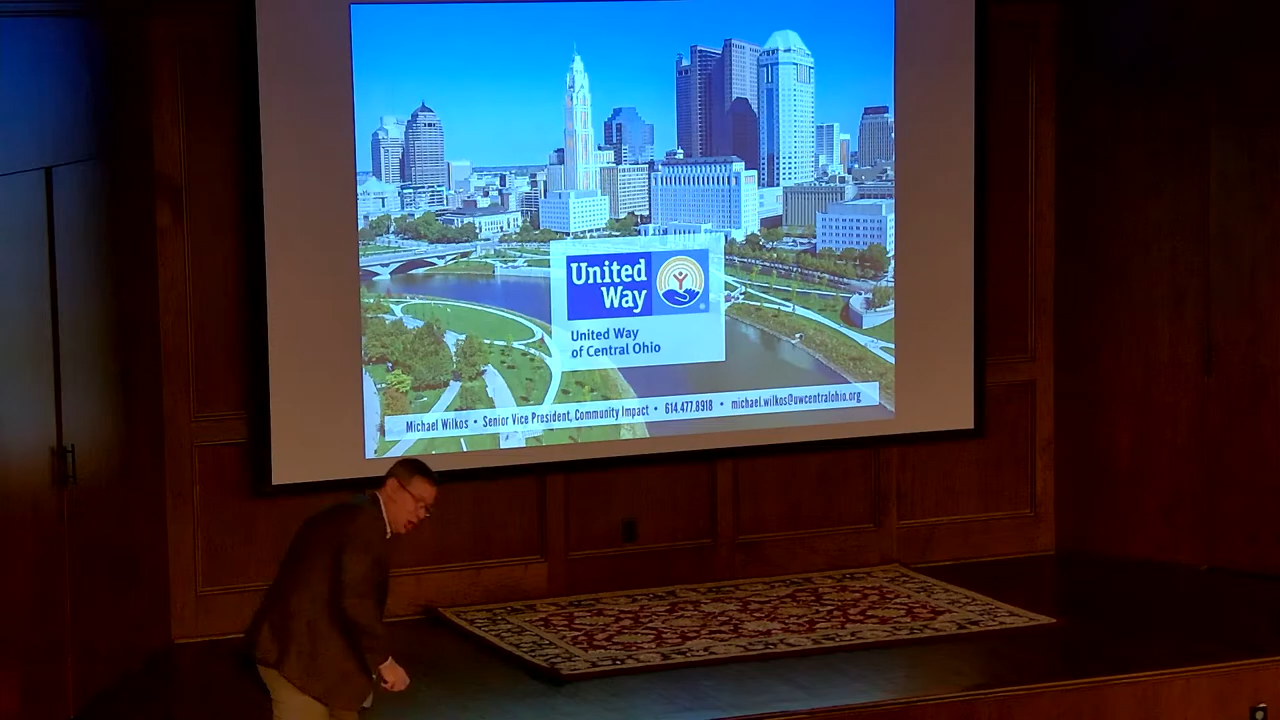 United
Way
United Way
of Central Ohio
Michael Wilkos • Senior Vice President, Community Impact • 614.477.8918 • michael.wilkos@uwcentralohio.org